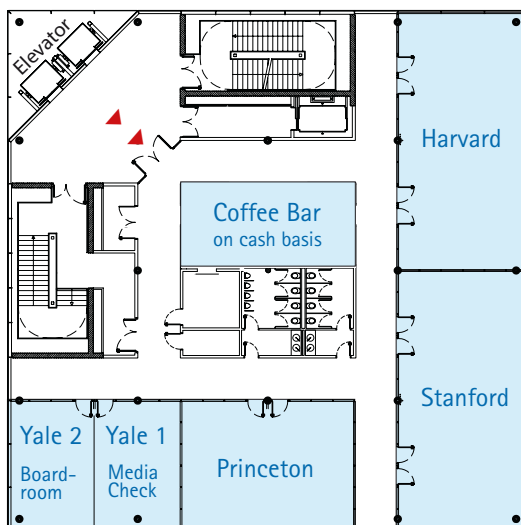 Elevator
Harvard
Coffee Bar
on cash basis
Stanford
Yale 2
Board-
room
Yale 1
Media
Check
Princeton